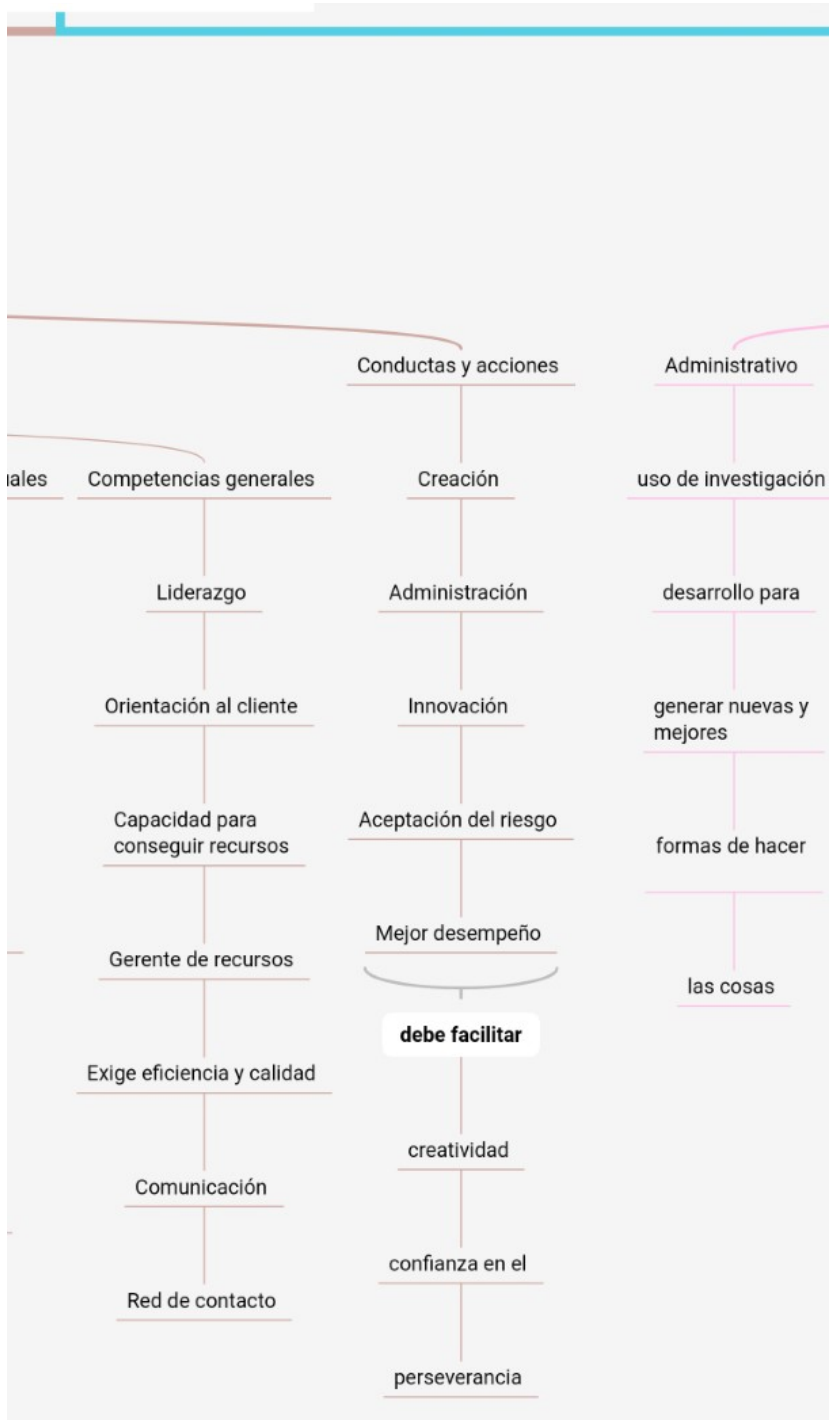 Conductas y acciones
Creación
Administración
Innovación
Aceptación del riesgo
Mejor desempeño
debe facilitar
creatividad
confianza en el
perseverancia
Administrativo
uso de investigación
desarrollo para
generar nuevas y
mejores
formas de hacer
las cosas
Competencias generales
Liderazgo
Orientación al cliente
Capacidad para
conseguir recursos
Gerente de recursos
Exige eficiencia y calidad
Comunicación
Red de contacto